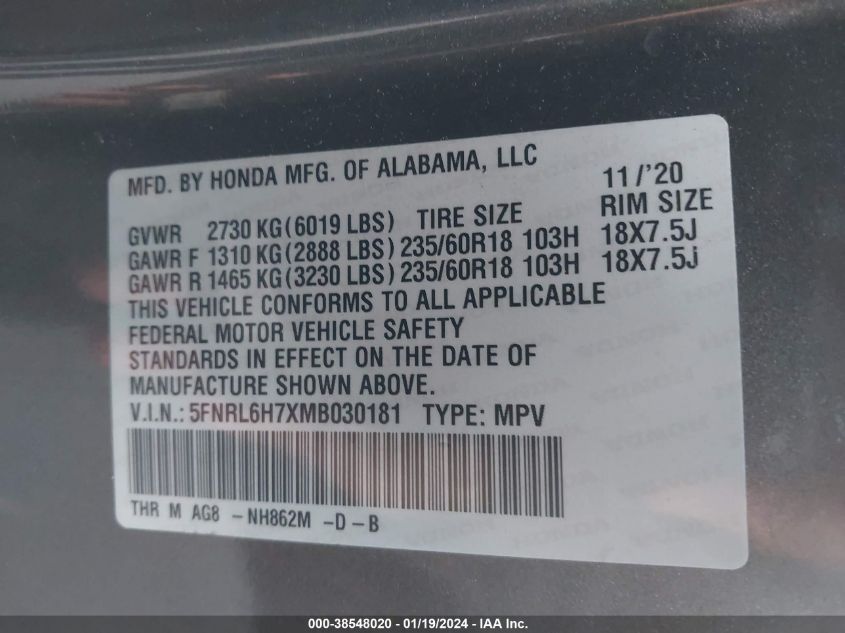 MFD. BY HONDA MFG. OF ALABAMA, LLC 11/'20
GVWR 2730 KG(6019 LBS) TIRE SIZE RIM SIZE
GAWR F 1310 KG(2888 LBS) 235/60R18 103H 18X7.5J
GAWR R 1465 KG(3230 LBS) 235/60R18 103H 18X7.5J
THIS VEHICLE CONFORMS TO ALL APPLICABLE
FEDERAL MOTOR VEHICLE SAFETY
STANDARDS IN EFFECT ON THE DATE OF
MANUFACTURE SHOWN ABOVE.
V.I.N.: 5FNRL6H7XMB030181 TYPE: MPV
THR M AG8 -NH862M -D-B
000-38548020 - 01/19/2024 - IAA Inc.